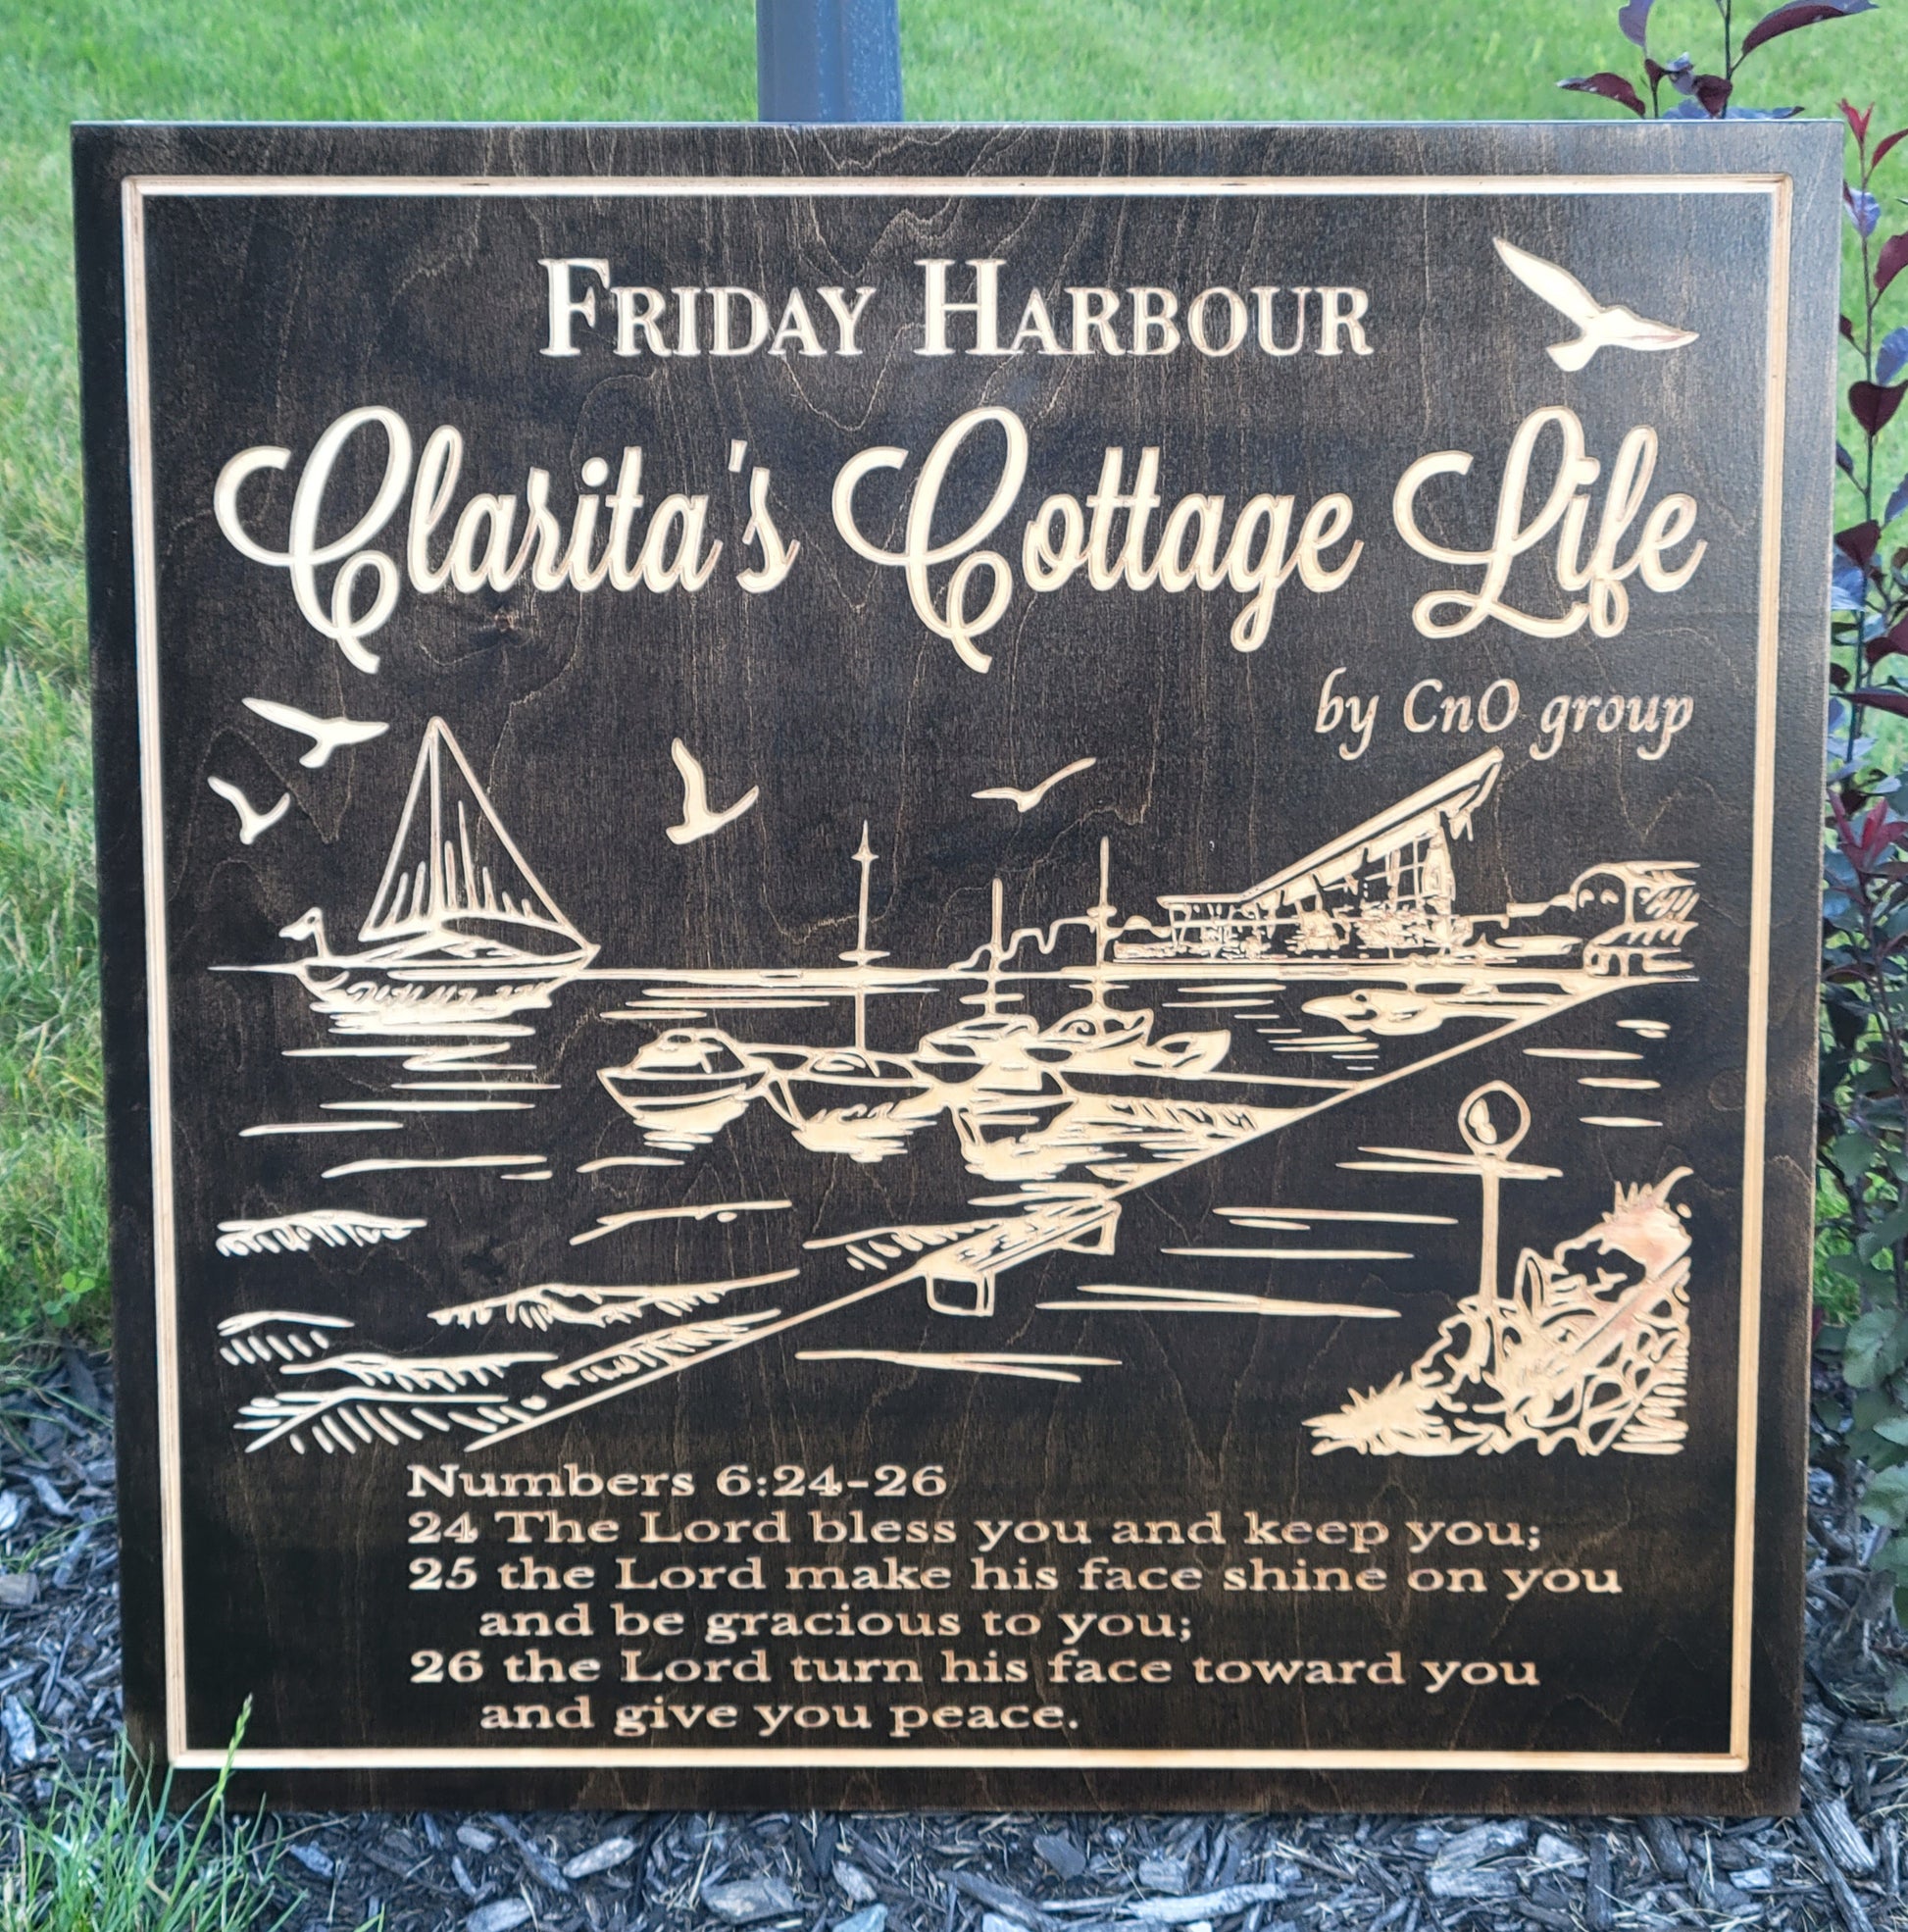 Friday Harbour
Clarita's Cottage Life
by CnO group
Numbers 6:24-26
24 The Lord bless you and keep you;
25 the Lord make his face shine on you
and be gracious to you;
26 the Lord turn his face toward you
and give you peace.